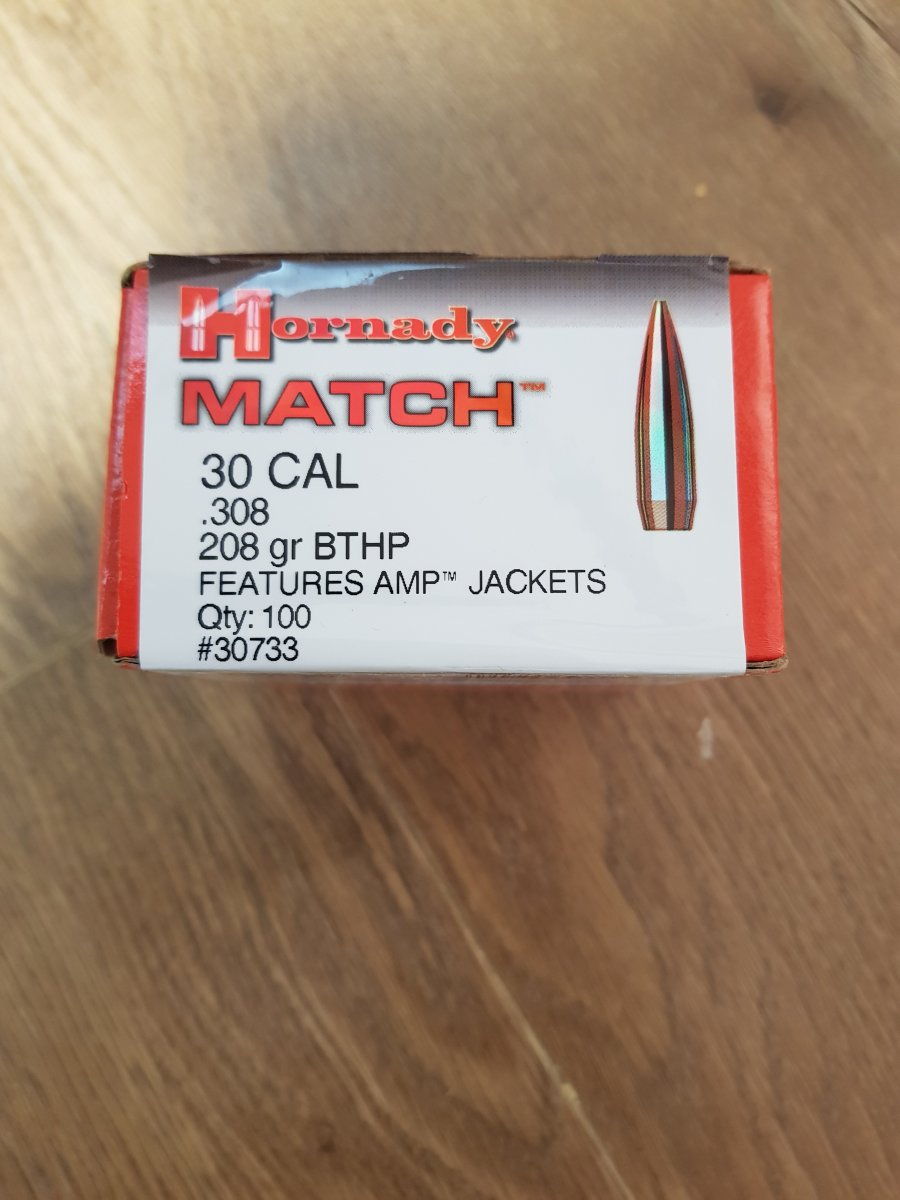 Hornady
MATCH™
30 CAL
.308
208 gr BTHP
FEATURES AMP™ JACKETS
Qty: 100
#30733